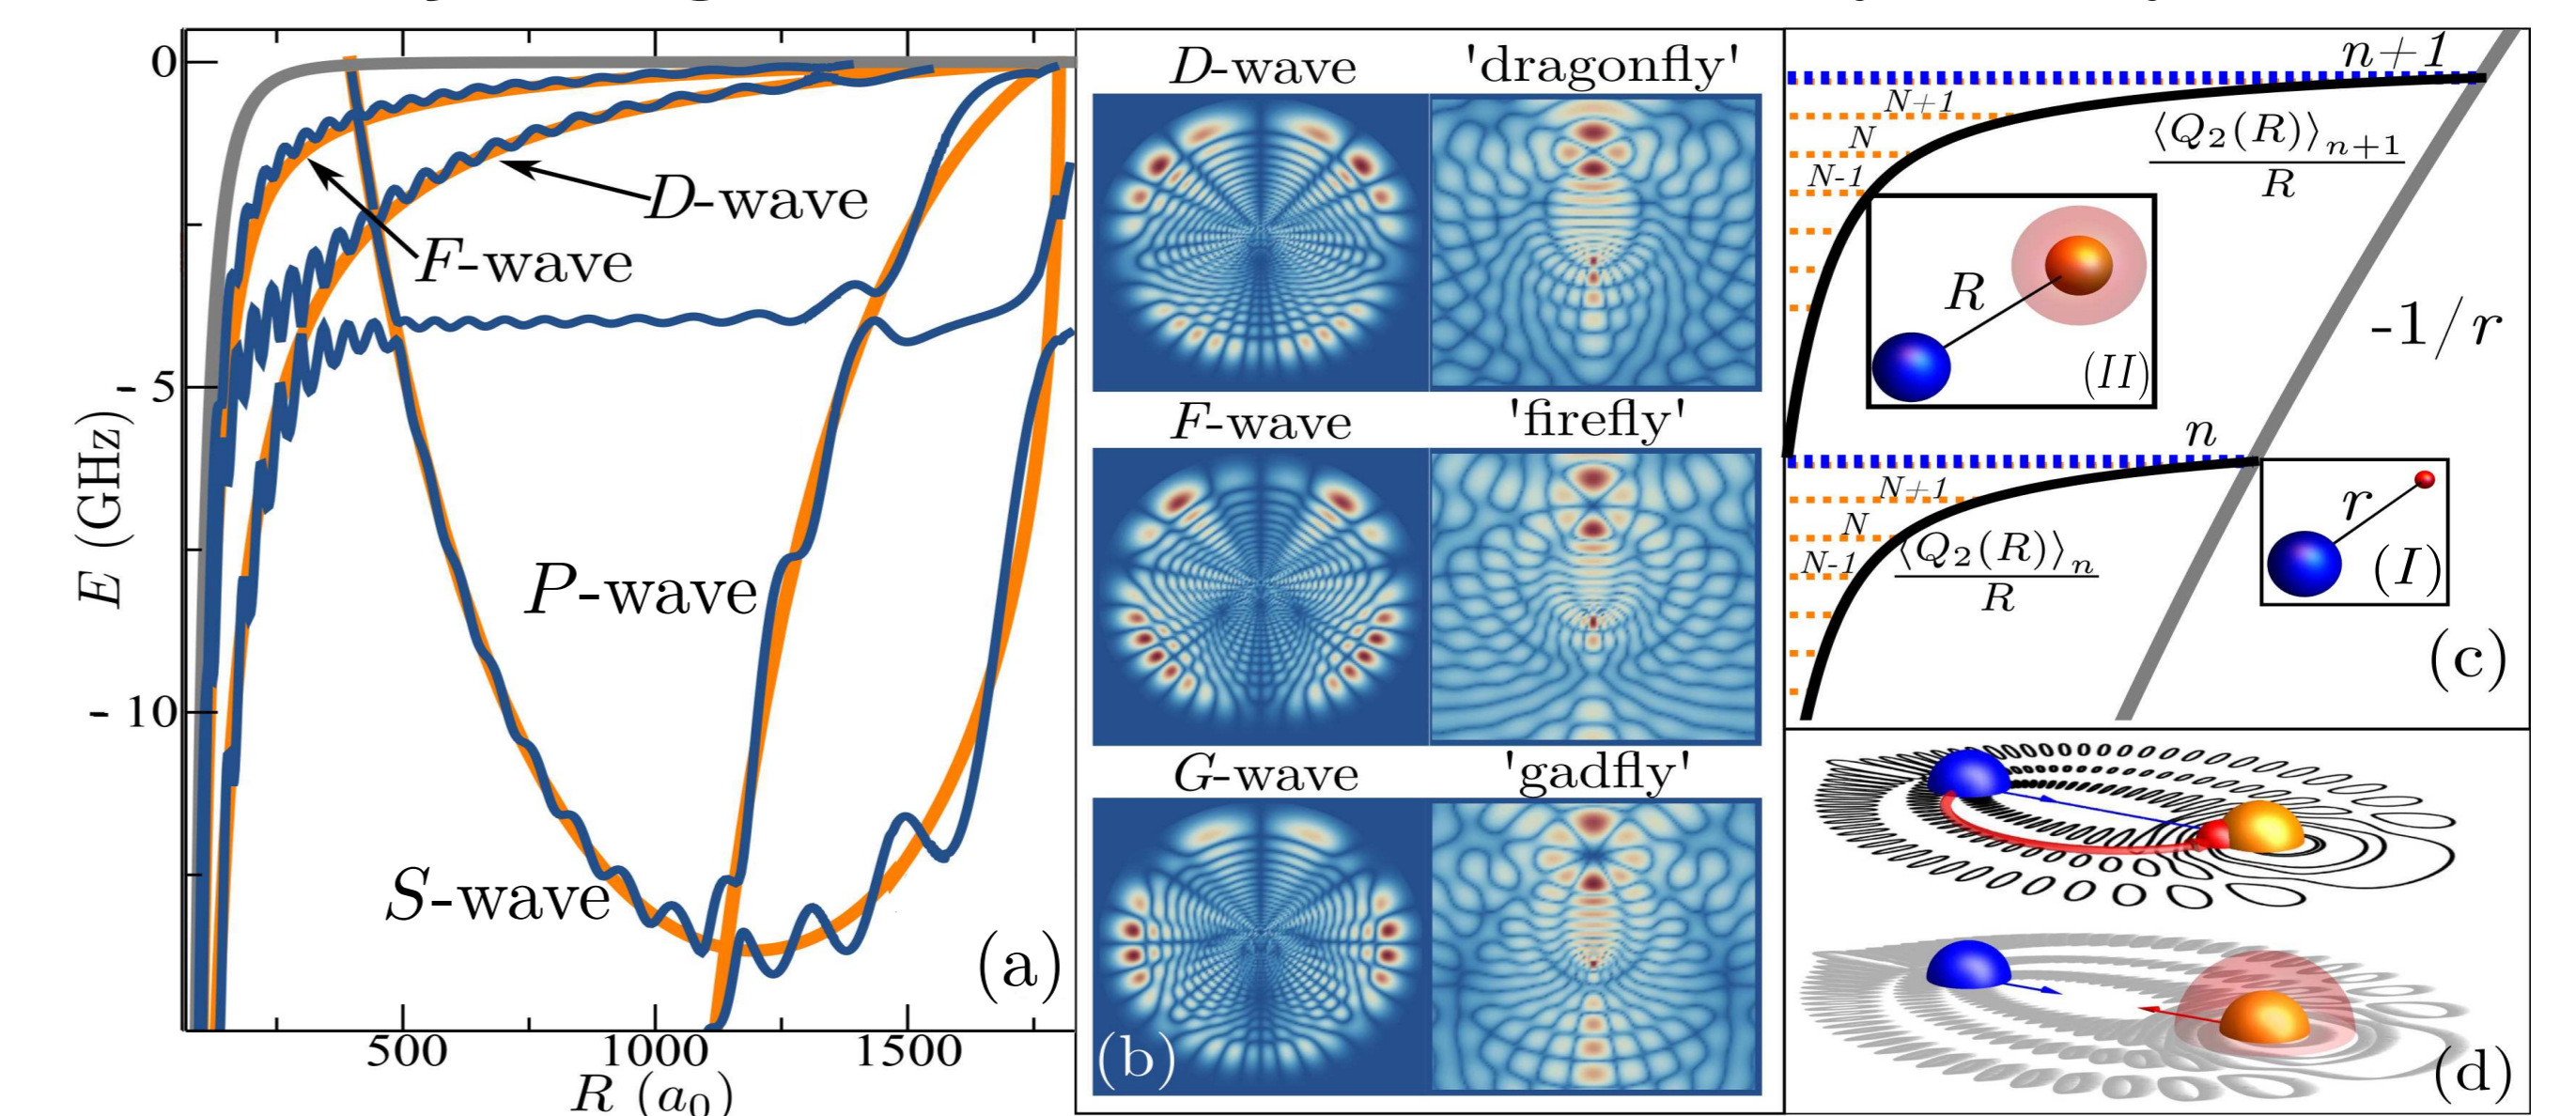 0
- 5
- 10
E (GHz)
500
1000
1500
R (a₀)
F-wave
D-wave
P-wave
S-wave
(a)
D-wave
'dragonfly'
F-wave
'firefly'
G-wave
'gadfly'
(b)
n+1
N+1
N
N-1
⟨Q₂(R)⟩ₙ₊₁
R
R
(II)
-1/r
n
N+1
N
N-1
⟨Q₂(R)⟩ₙ
R
r
(I)
(c)
(d)